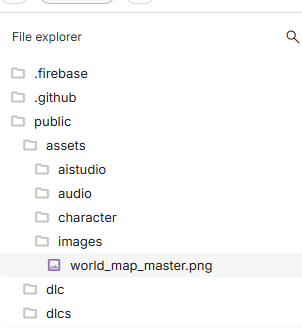 File explorer
.firebase
.github
public
assets
aistudio
audio
character
images
world_map_master.png
dlc
dlcs